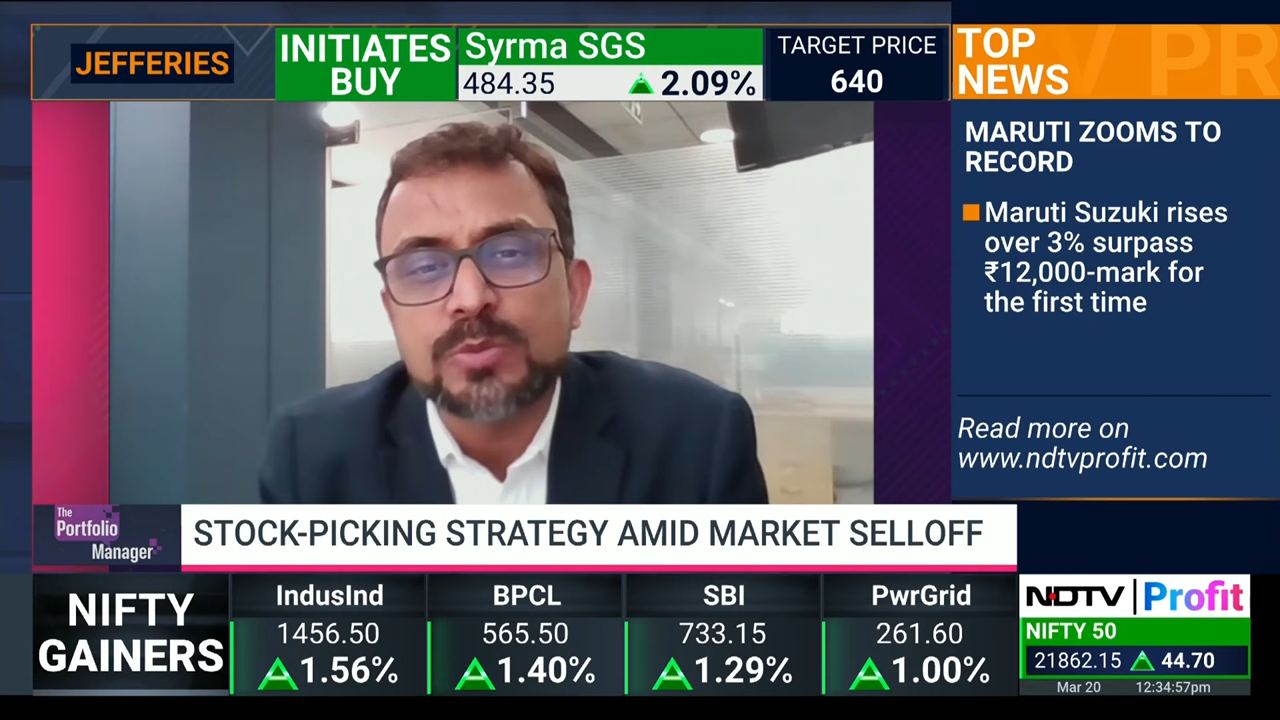 JEFFERIES
INITIATES
BUY
Syrma SGS
484.35 2.09%
TARGET PRICE
640
TOP
NEWS
MARUTI ZOOMS TO
RECORD
Maruti Suzuki rises
over 3% surpass
₹12,000-mark for
the first time
Read more on
www.ndtvprofit.com
The
Portfolio
Manager
STOCK-PICKING STRATEGY AMID MARKET SELLOFF
NIFTY
GAINERS
IndusInd
1456.50
1.56%
BPCL
565.50
1.40%
SBI
733.15
1.29%
PwrGrid
261.60
1.00%
NDTV Profit
NIFTY 50
21862.15 44.70
Mar 20 12:34:57pm